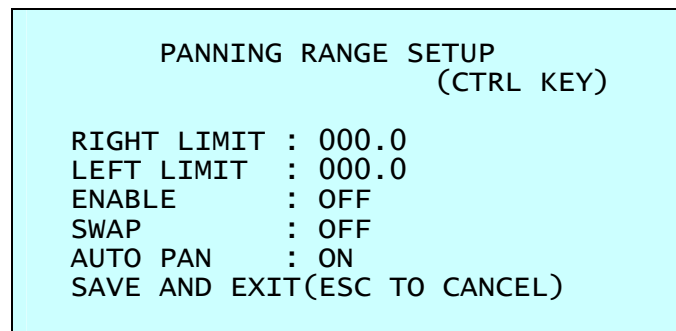 PANNING RANGE SETUP
(CTRL KEY)
RIGHT LIMIT : 000.0
LEFT LIMIT : 000.0
ENABLE : OFF
SWAP : OFF
AUTO PAN : ON
SAVE AND EXIT(ESC TO CANCEL)